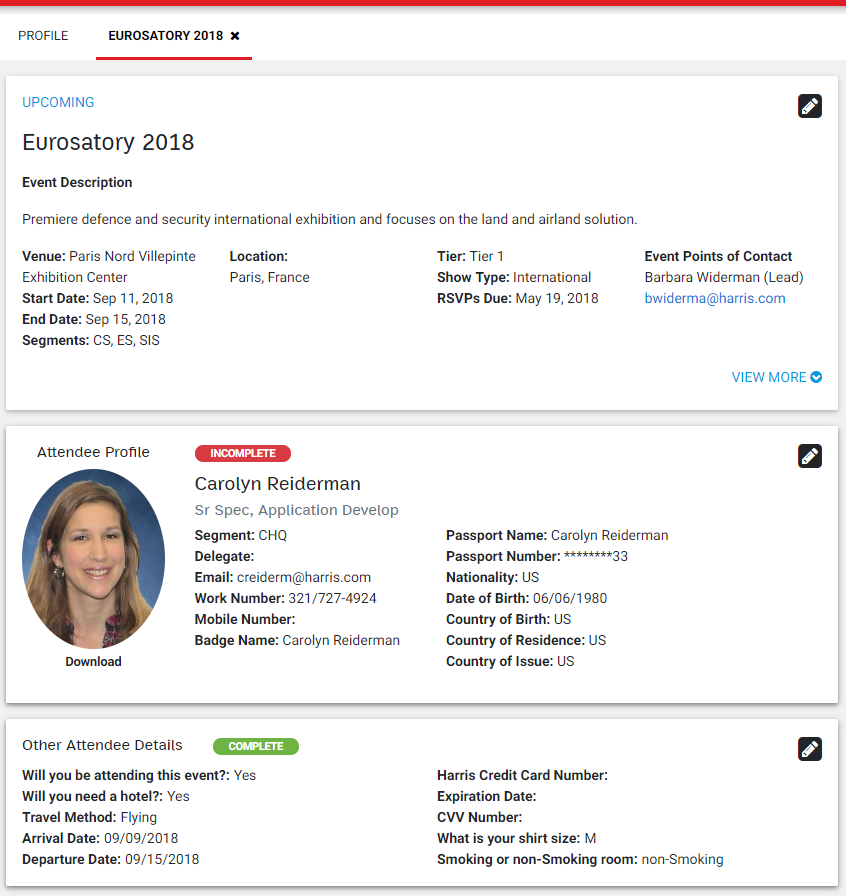 PROFILE
EUROSATORY 2018 ✖
UPCOMING
Eurosatory 2018
Event Description
Premiere defence and security international exhibition and focuses on the land and airland solution.
Venue: Paris Nord Villepinte
Exhibition Center
Start Date: Sep 11, 2018
End Date: Sep 15, 2018
Segments: CS, ES, SIS
Location:
Paris, France
Tier: Tier 1
Show Type: International
RSVPs Due: May 19, 2018
Event Points of Contact
Barbara Widerman (Lead)
bwiderma@harris.com
VIEW MORE
Attendee Profile
Download
INCOMPLETE
Carolyn Reiderman
Sr Spec, Application Develop
Segment: CHQ
Delegate:
Email: creiderm@harris.com
Work Number: 321/727-4924
Mobile Number:
Badge Name: Carolyn Reiderman
Passport Name: Carolyn Reiderman
Passport Number: ********33
Nationality: US
Date of Birth: 06/06/1980
Country of Birth: US
Country of Residence: US
Country of Issue: US
Other Attendee Details
COMPLETE
Will you be attending this event?: Yes
Will you need a hotel?: Yes
Travel Method: Flying
Arrival Date: 09/09/2018
Departure Date: 09/15/2018
Harris Credit Card Number:
Expiration Date:
CVV Number:
What is your shirt size: M
Smoking or non-Smoking room: non-Smoking